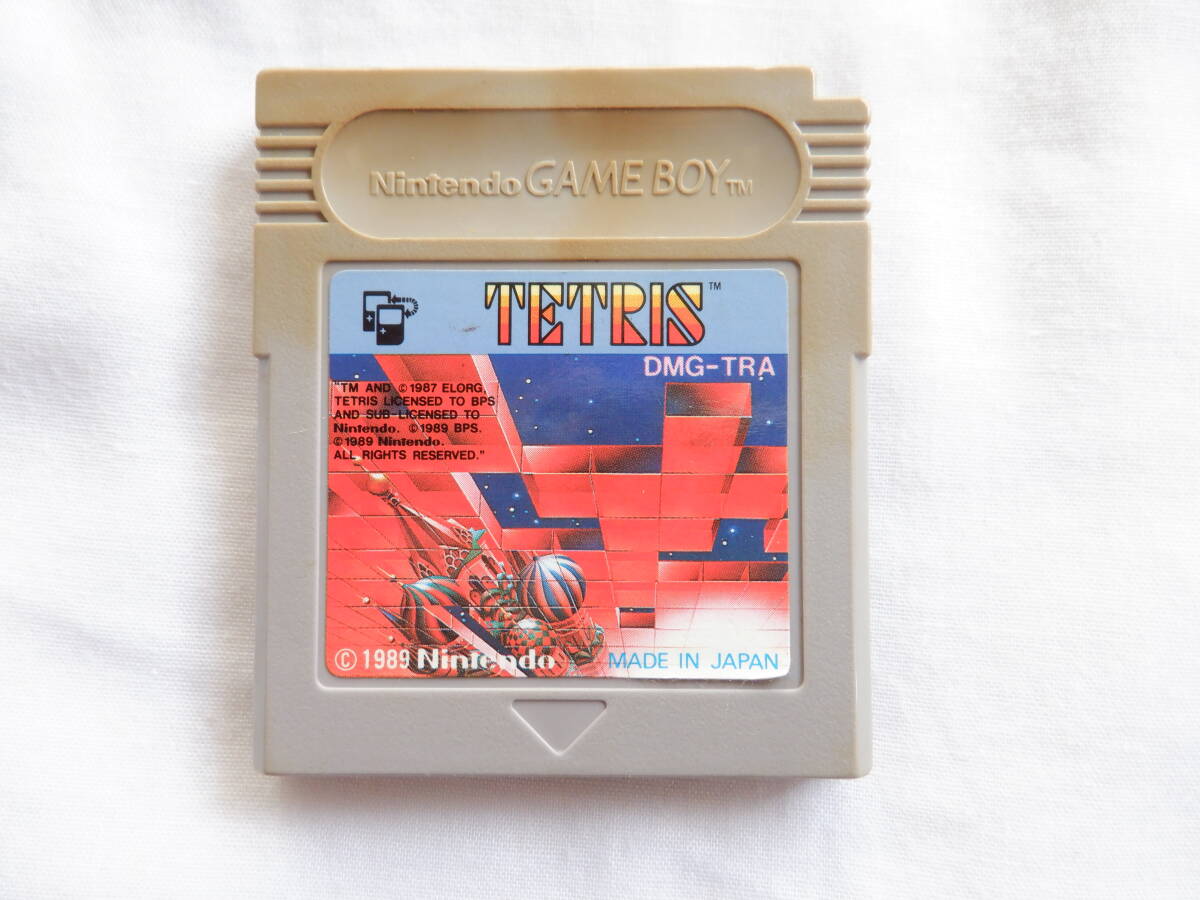 Nintendo GAME BOY TM
TETRIS TM
DMG-TRA
"TM AND © 1987 ELORG,
TETRIS LICENSED TO BPS
AND SUB-LICENSED TO
Nintendo. © 1989 BPS.
© 1989 Nintendo.
ALL RIGHTS RESERVED."
© 1989 Nintendo
MADE IN JAPAN